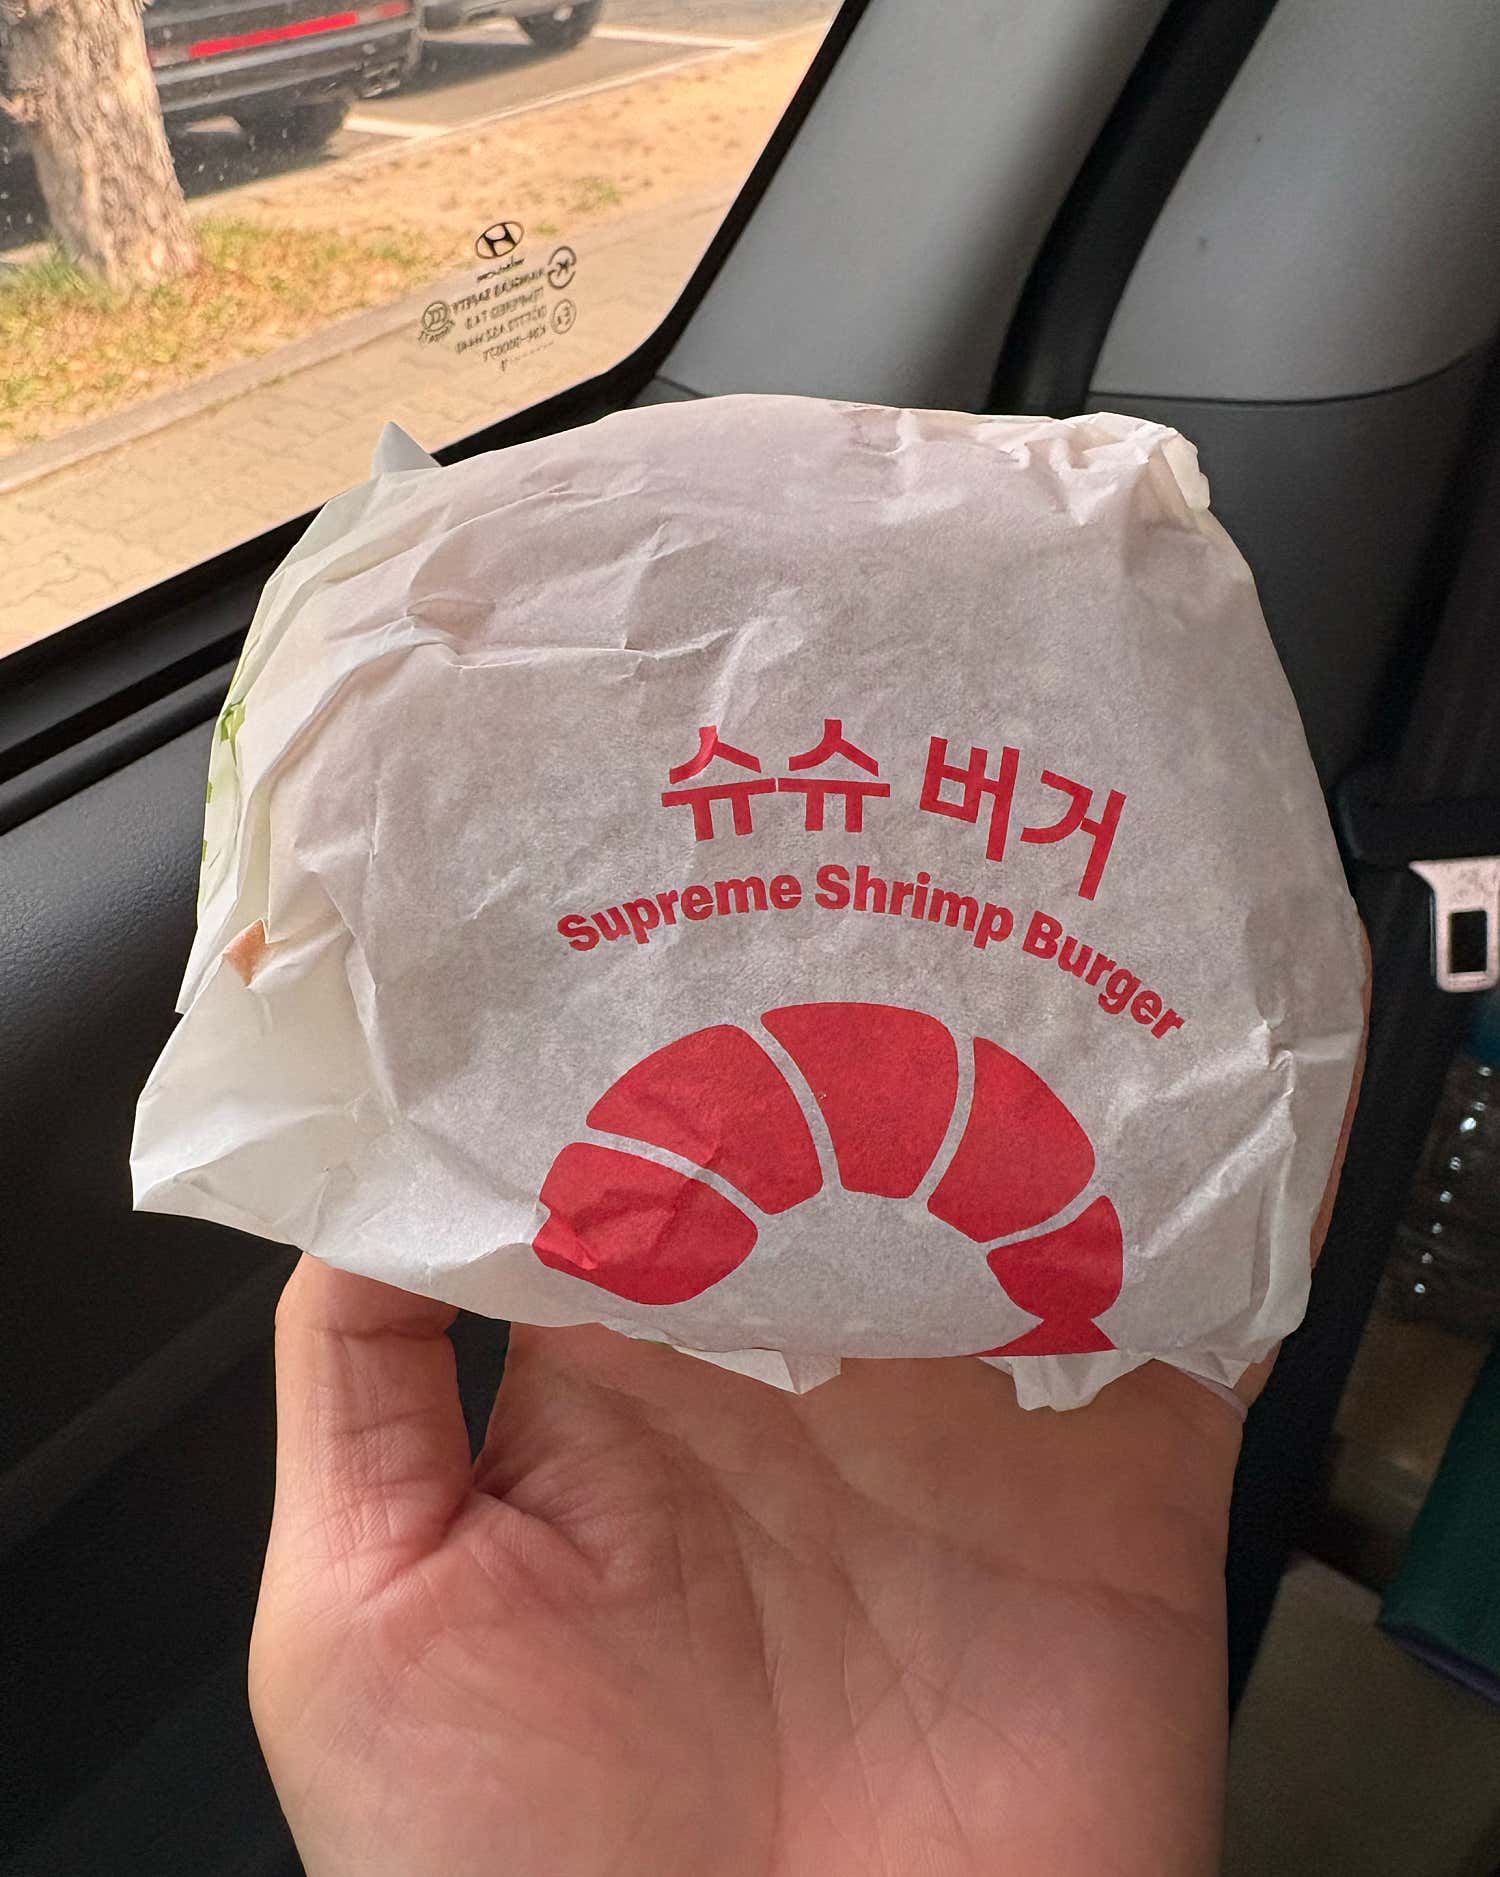 슈슈 버거
Supreme Shrimp Burger